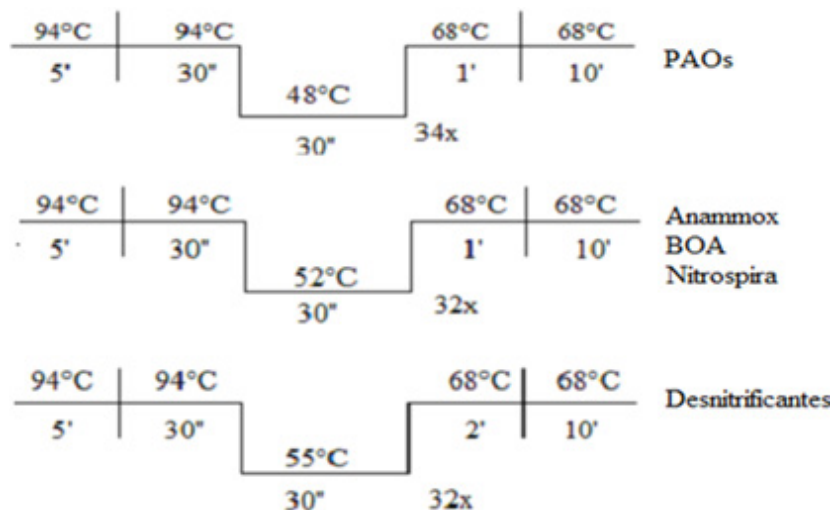 94°C 94°C 68°C 68°C
5' 30" 1' 10' PAOs
48°C
30" 34x
94°C 94°C 68°C 68°C
5' 30" 1' 10'
Anammox
BOA
Nitrospira
52°C
30" 32x
94°C 94°C 68°C 68°C
5' 30" 2' 10' Desnitrificantes
55°C
30" 32x